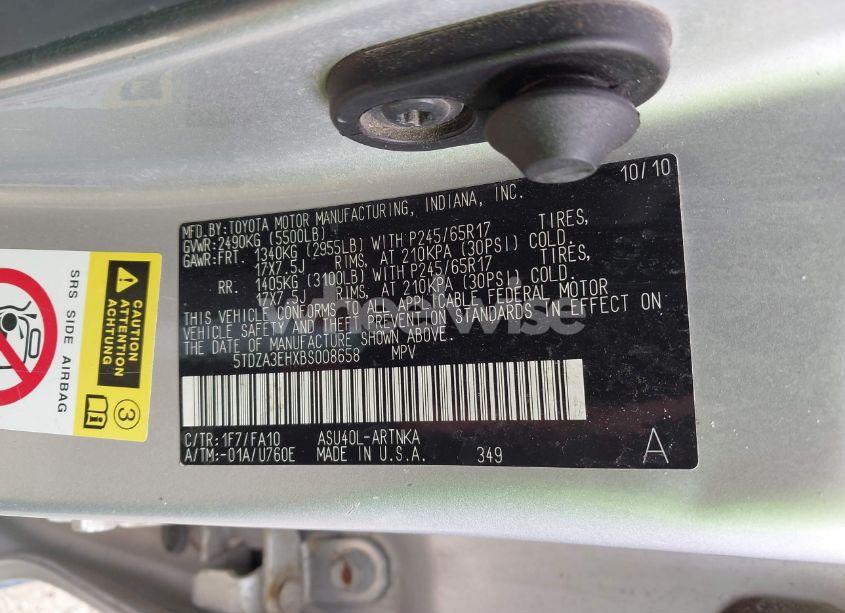 10/10
MFD.BY:TOYOTA MOTOR MANUFACTURING, INDIANA, INC.
GVWR:2490KG (5500LB)
GAWR:FRT. 1340KG (2955LB) WITH P245/65R17 TIRES,
17X7.5J RIMS, AT 210KPA (30PSI) COLD.
RR. 1405KG (3100LB) WITH P245/65R17 TIRES,
17X7.5J RIMS, AT 210KPA (30PSI) COLD.
THIS VEHICLE CONFORMS TO ALL APPLICABLE FEDERAL MOTOR
VEHICLE SAFETY AND THEFT PREVENTION STANDARDS IN EFFECT ON
THE DATE OF MANUFACTURE SHOWN ABOVE.
5TDZA3EHXBS008658 MPV
C/TR:1F7/FA10 ASU40L-ARTNKA
A/TM:-01A/U760E MADE IN U.S.A. 349 A
wheelwise
SRS SIDE AIRBAG
CAUTION
ATTENTION
ACHTUNG
3